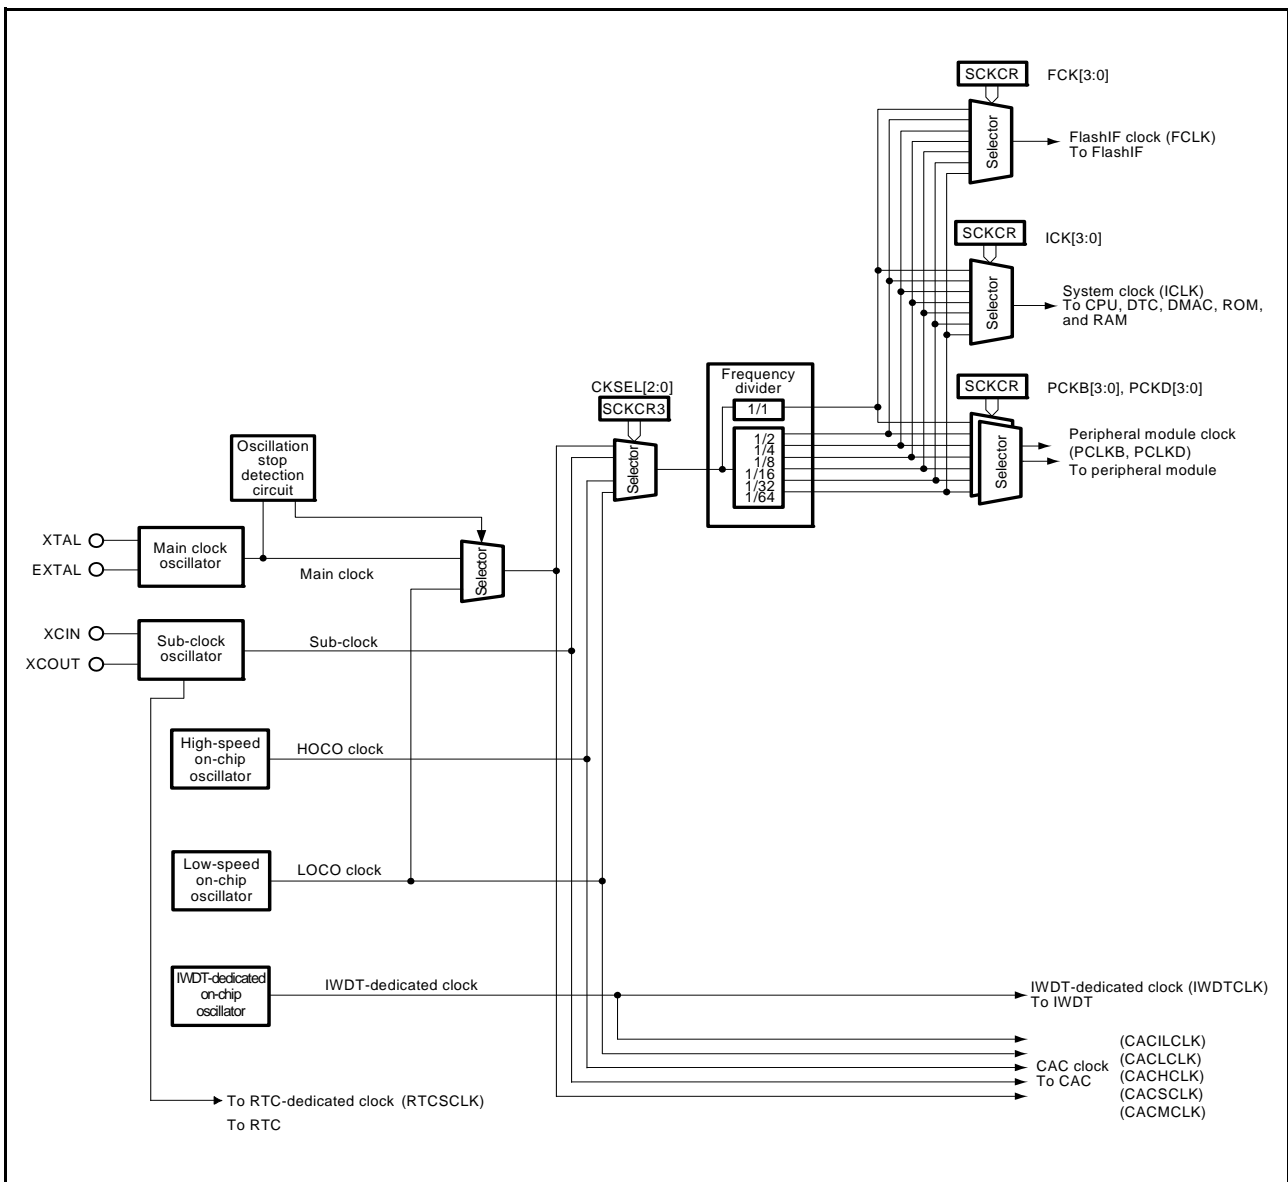 SCKCR
FCK[3:0]
Selector
FlashIF clock (FCLK)
To FlashIF
SCKCR
ICK[3:0]
Selector
System clock (ICLK)
To CPU, DTC, DMAC, ROM,
and RAM
SCKCR
PCKB[3:0], PCKD[3:0]
Selector
Peripheral module clock
(PCLKB, PCLKD)
To peripheral module
Frequency
divider
1/1
1/2
1/4
1/8
1/16
1/32
1/64
CKSEL[2:0]
SCKCR3
Selector
Oscillation
stop
detection
circuit
XTAL
EXTAL
Main clock
oscillator
Main clock
Selector
XCIN
XCOUT
Sub-clock
oscillator
Sub-clock
High-speed
on-chip
oscillator
HOCO clock
Low-speed
on-chip
oscillator
LOCO clock
IWDT-dedicated
on-chip
oscillator
IWDT-dedicated clock
IWDT-dedicated clock (IWDTCLK)
To IWDT
CAC clock
To CAC
(CACILCLK)
(CACLCLK)
(CACHCLK)
(CACSCLK)
(CACMCLK)
To RTC-dedicated clock (RTCSCLK)
To RTC